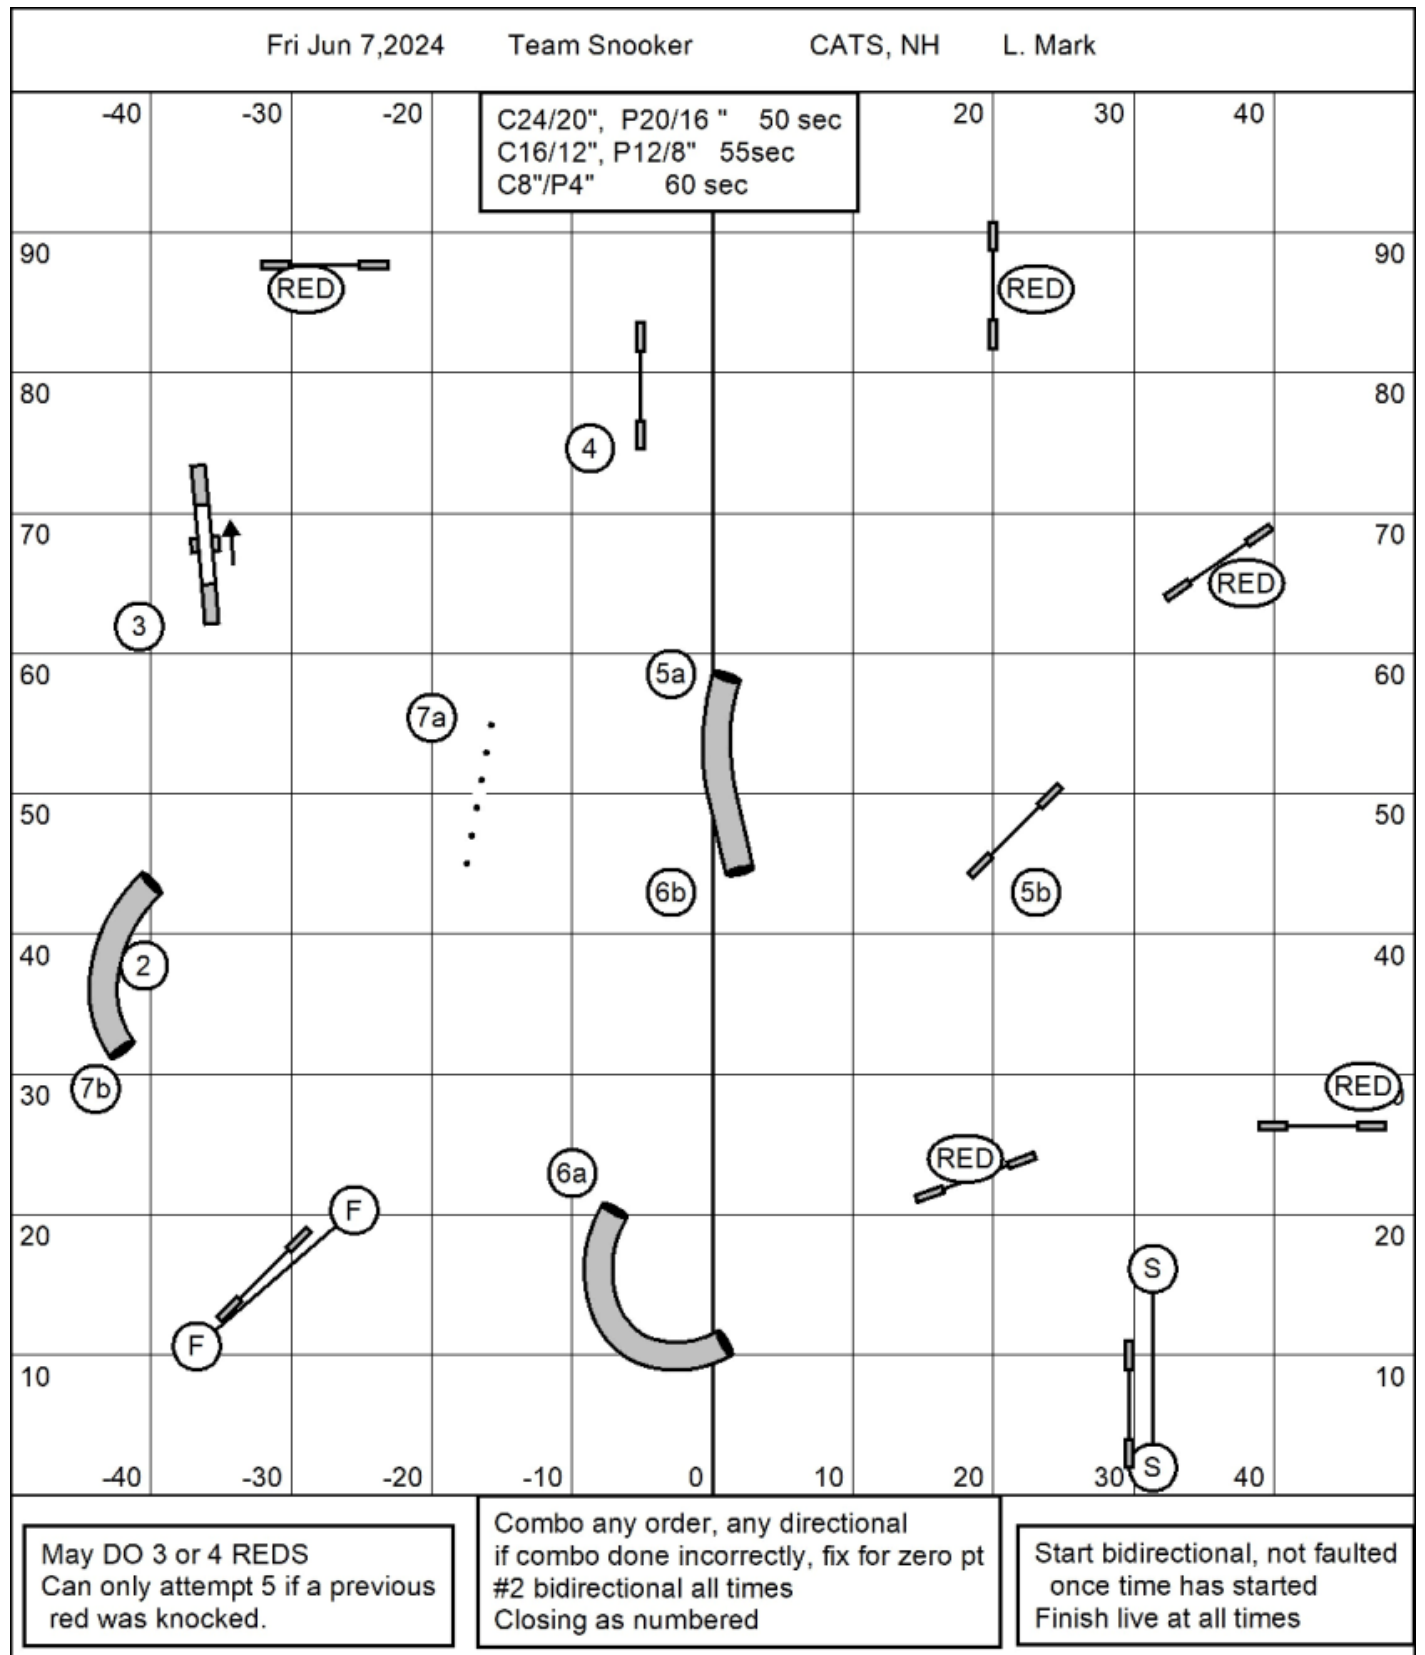 Fri Jun 7,2024 Team Snooker CATS, NH L. Mark
-40 -30 -20 20 30 40
C24/20", P20/16 " 50 sec
C16/12", P12/8" 55sec
C8"/P4" 60 sec
90 90
RED RED
80 80
4
70 70
RED
3
60 60
5a
7a
50 50
6b 5b
40 40
2
30 RED
7b
RED
6a
20 F 20
S
F
10 10
-40 -30 -20 -10 0 10 20 30 S 40
May DO 3 or 4 REDS
Can only attempt 5 if a previous
red was knocked.
Combo any order, any directional
if combo done incorrectly, fix for zero pt
#2 bidirectional all times
Closing as numbered
Start bidirectional, not faulted
once time has started
Finish live at all times